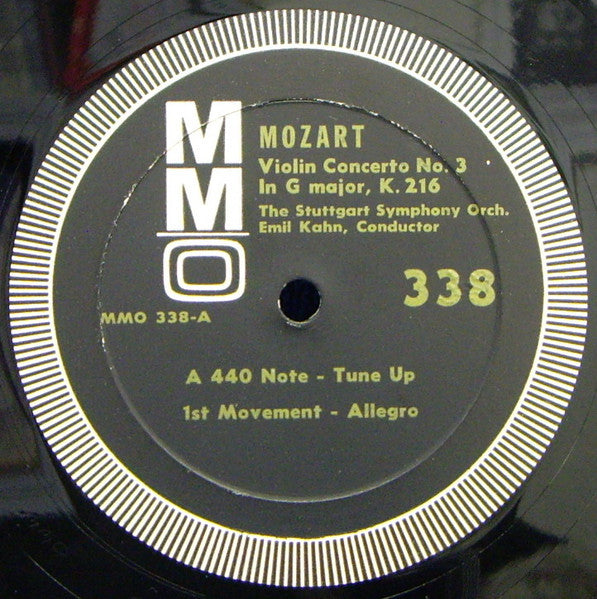 MMO
MOZART
Violin Concerto No. 3
In G major, K. 216
The Stuttgart Symphony Orch.
Emil Kahn, Conductor
338
MMO 338-A
A 440 Note - Tune Up
1st Movement - Allegro